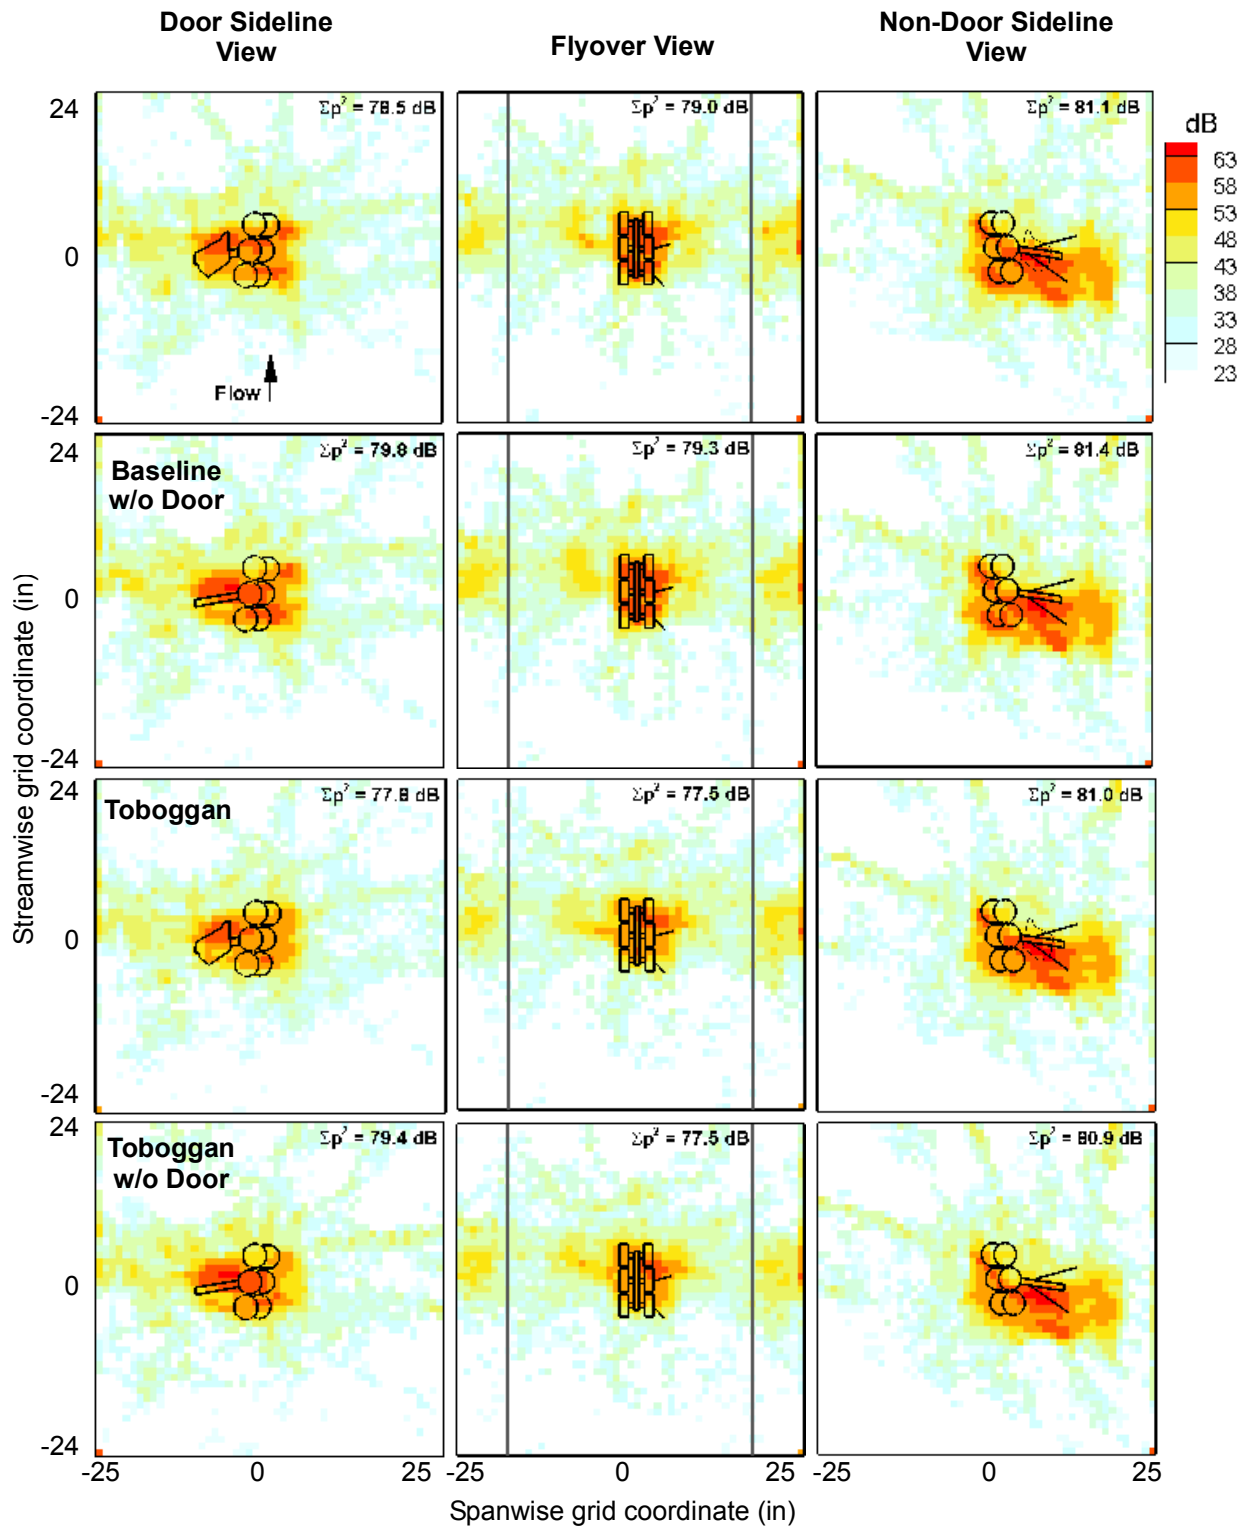 Door Sideline
View
Flyover View
Non-Door Sideline
View
24
Σp² = 78.5 dB
Σp² = 79.0 dB
Σp² = 81.1 dB
dB
63
58
53
48
43
38
33
28
23
0
Flow
-24
24
Baseline
w/o Door
Σp² = 79.8 dB
Σp² = 79.3 dB
Σp² = 81.4 dB
0
-24
24
Toboggan
Σp² = 77.8 dB
Σp² = 77.5 dB
Σp² = 81.0 dB
0
-24
24
Toboggan
w/o Door
Σp² = 79.4 dB
Σp² = 77.5 dB
Σp² = 80.9 dB
0
-24
-25 0 25 -25 0 25 -25 0 25
Streamwise grid coordinate (in)
Spanwise grid coordinate (in)